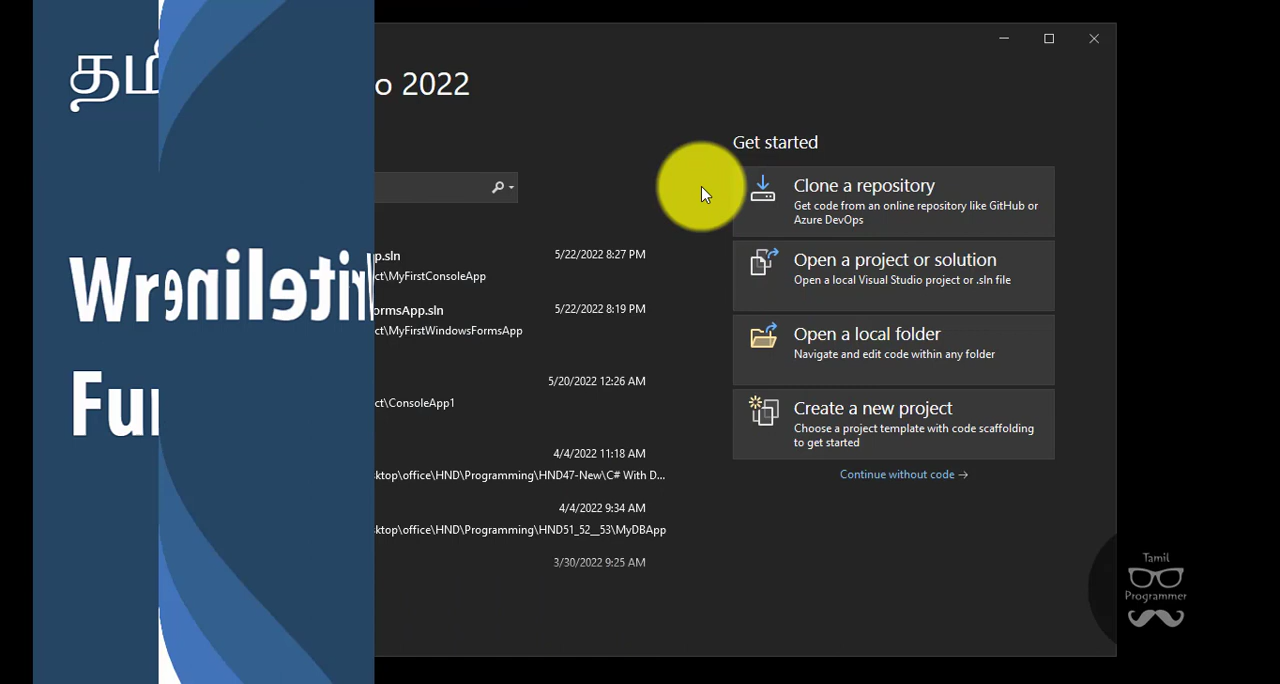 தமி
Wr
Fu
o 2022
p.sln
5/22/2022 8:27 PM
ct\MyFirstConsoleApp
ormsApp.sln
5/22/2022 8:19 PM
ct\MyFirstWindowsFormsApp
5/20/2022 12:26 AM
ct\ConsoleApp1
4/4/2022 11:18 AM
sktop\office\HND\Programming\HND47-New\C# With D...
4/4/2022 9:34 AM
sktop\office\HND\Programming\HND51_52__53\MyDBApp
3/30/2022 9:25 AM
Get started
Clone a repository
Get code from an online repository like GitHub or
Azure DevOps
Open a project or solution
Open a local Visual Studio project or .sln file
Open a local folder
Navigate and edit code within any folder
Create a new project
Choose a project template with code scaffolding
to get started
Continue without code →
Tamil
Programmer